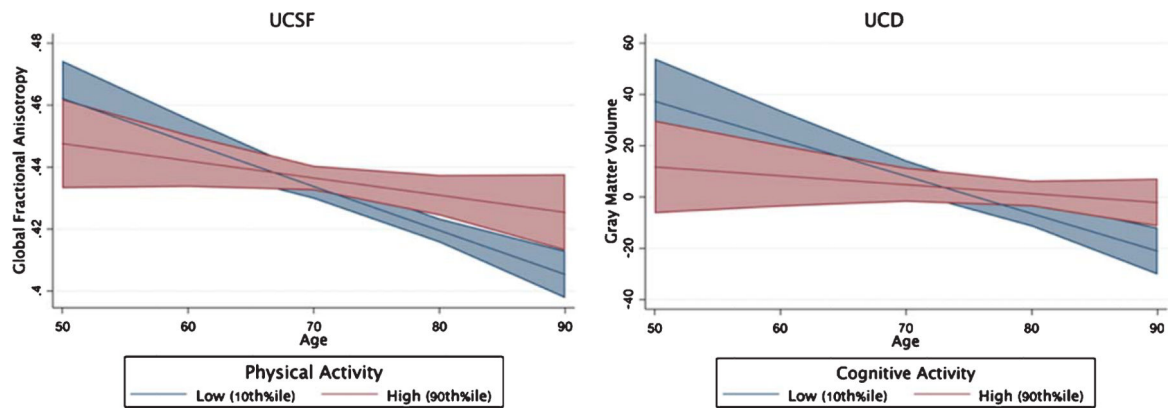 UCSF
Global Fractional Anisotropy
.48
.46
.44
.42
.4
50 60 70 80 90
Age
Physical Activity
Low (10th%ile) High (90th%ile)
UCD
Gray Matter Volume
60
40
20
0
-20
-40
50 60 70 80 90
Age
Cognitive Activity
Low (10th%ile) High (90th%ile)